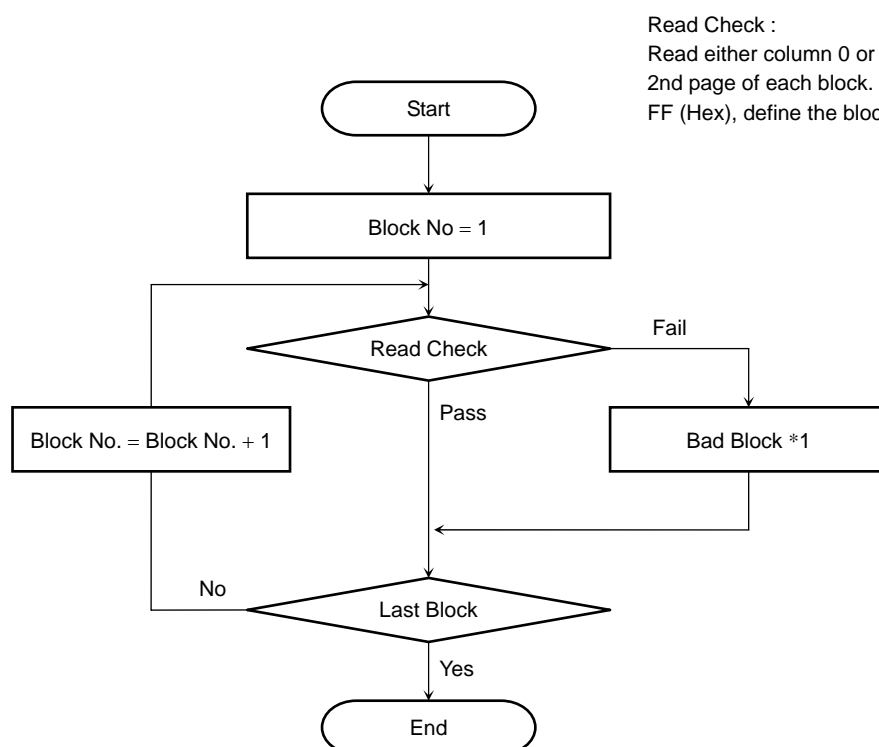 Read Check :
Read either column 0 or
2nd page of each block.
FF (Hex), define the bloc
Start
Block No = 1
Read Check
Fail
Pass
Block No. = Block No. + 1
Bad Block *1
No
Last Block
Yes
End